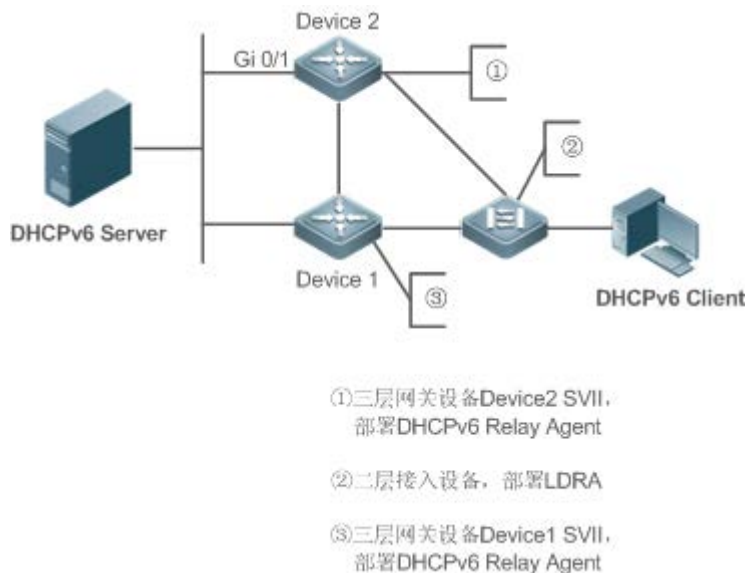 Device 2
Gi 0/1
①
②
DHCPv6 Server
Device 1
③
DHCPv6 Client
①三层网关设备Device2 SVII,
部署DHCPv6 Relay Agent
②二层接入设备，部署LDRA
③三层网关设备Device1 SVII,
部署DHCPv6 Relay Agent